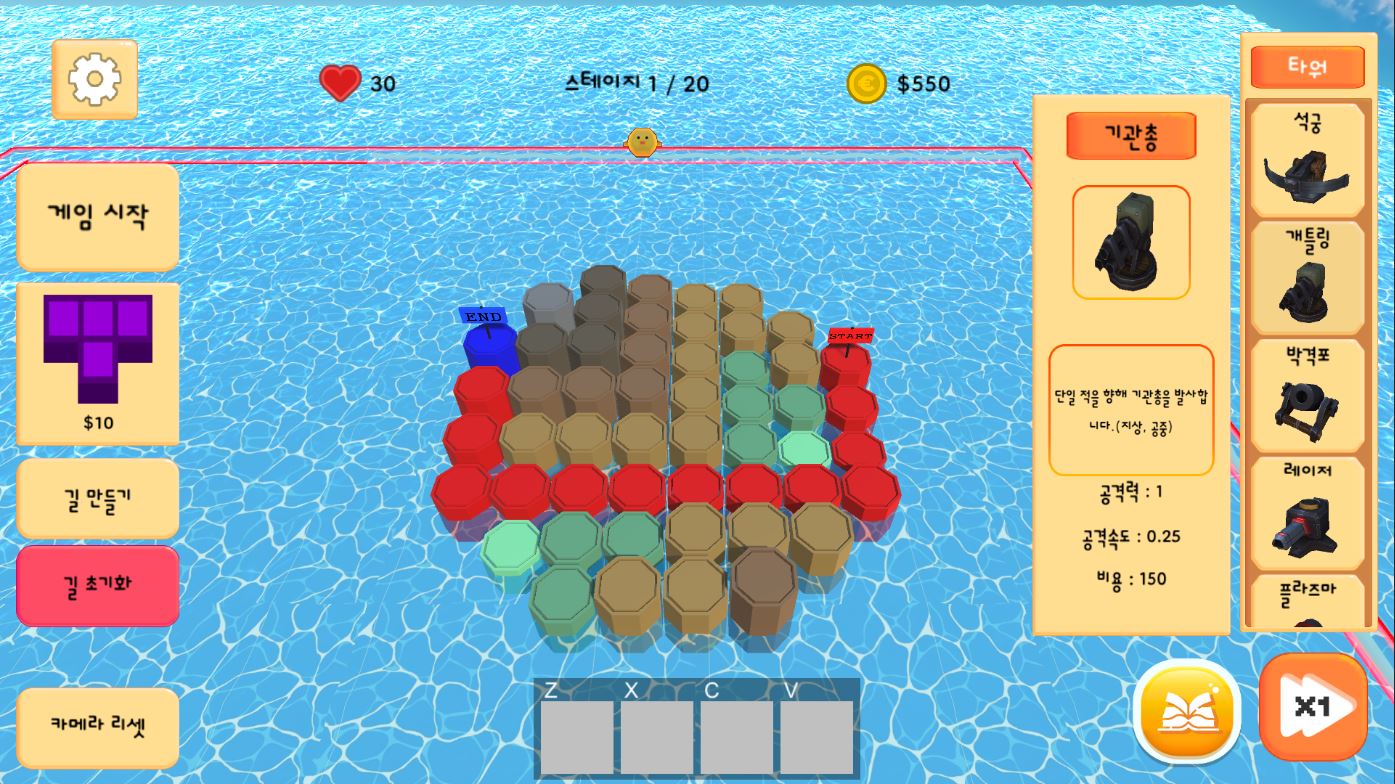 30
스테이지 1 / 20
$550
타워
기관총
석궁
게임 시작
개틀링
END
START
박격포
단일 적을 향해 기관총을 발사합
니다.(지상, 공중)
$10
레이저
공격력 : 1
길 만들기
공격속도 : 0.25
길 초기화
비용 : 150
플라즈마
Z
X
C
V
카메라 리셋
X1